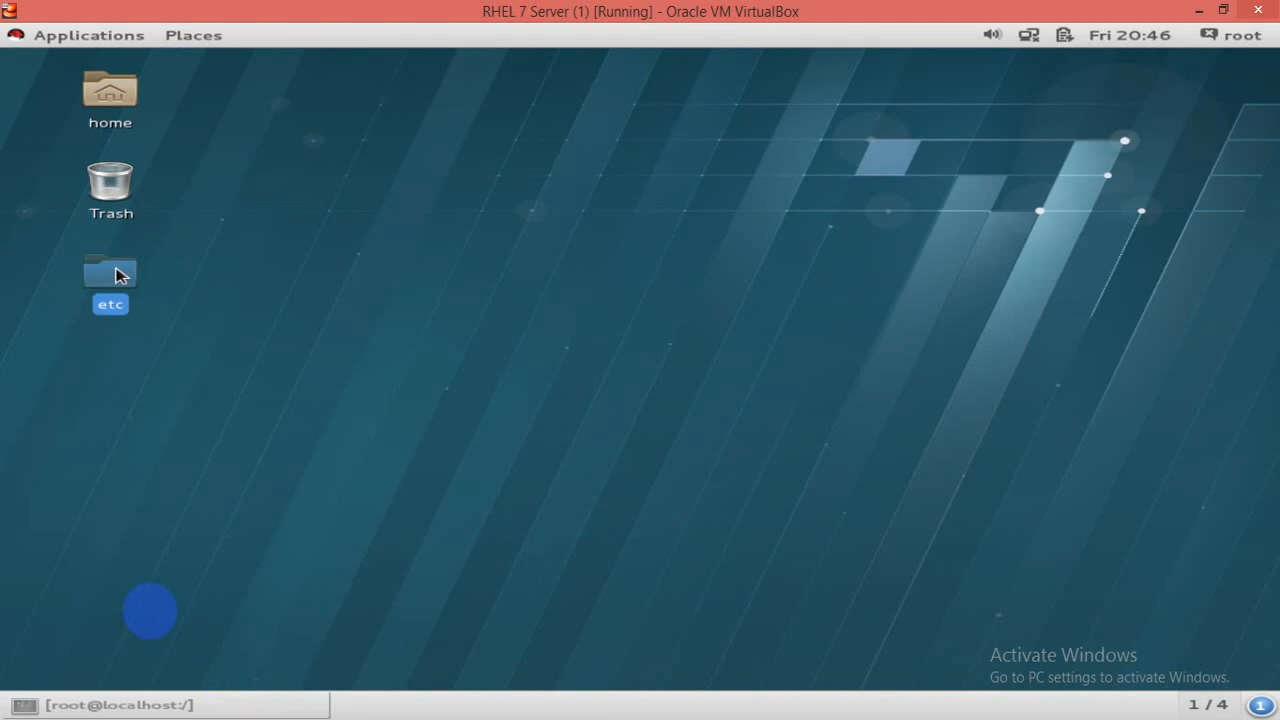 RHEL 7 Server (1) [Running] - Oracle VM VirtualBox
Applications Places Fri 20:46 root
home
Trash
etc
Activate Windows
Go to PC settings to activate Windows.
[root@localhost:/] 1 / 4 1